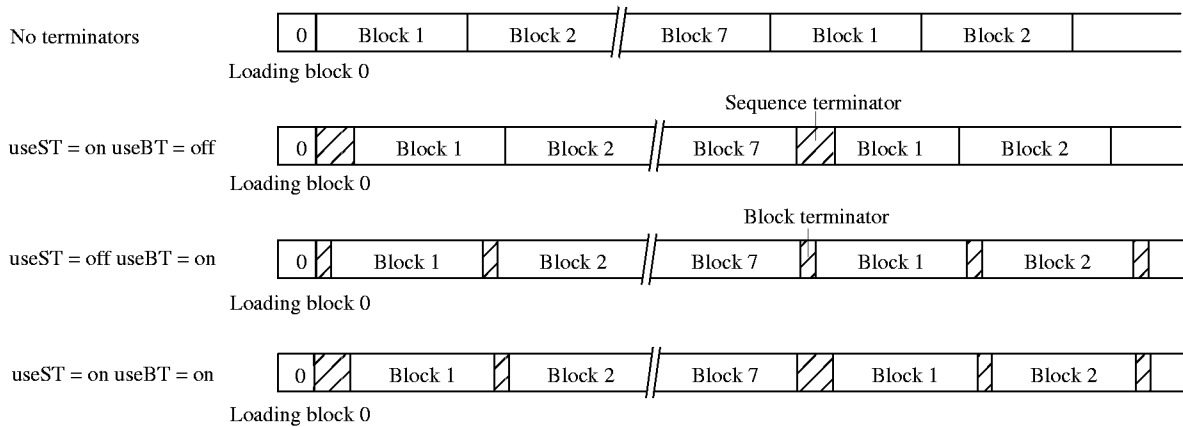 No terminators
0 Block 1 Block 2 Block 7 Block 1 Block 2
Loading block 0
Sequence terminator
useST = on useBT = off
0 Block 1 Block 2 Block 7 Block 1 Block 2
Loading block 0
Block terminator
useST = off useBT = on
0 Block 1 Block 2 Block 7 Block 1 Block 2
Loading block 0
useST = on useBT = on
0 Block 1 Block 2 Block 7 Block 1 Block 2
Loading block 0